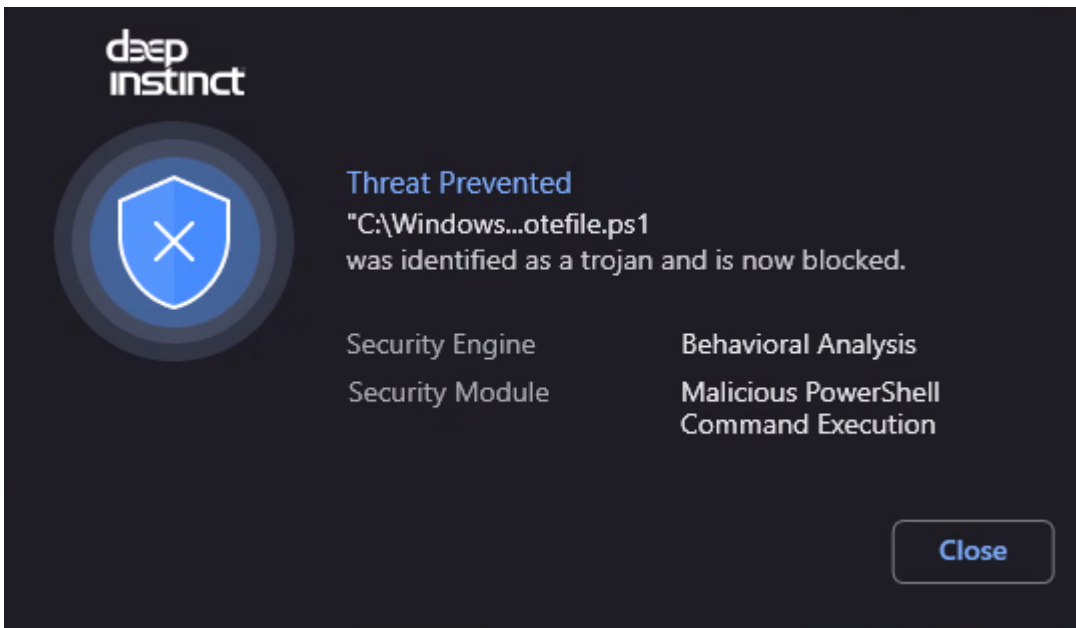 deep
instinct
Threat Prevented
"C:\Windows...otefile.ps1
was identified as a trojan and is now blocked.
Security Engine Behavioral Analysis
Security Module Malicious PowerShell
Command Execution
Close